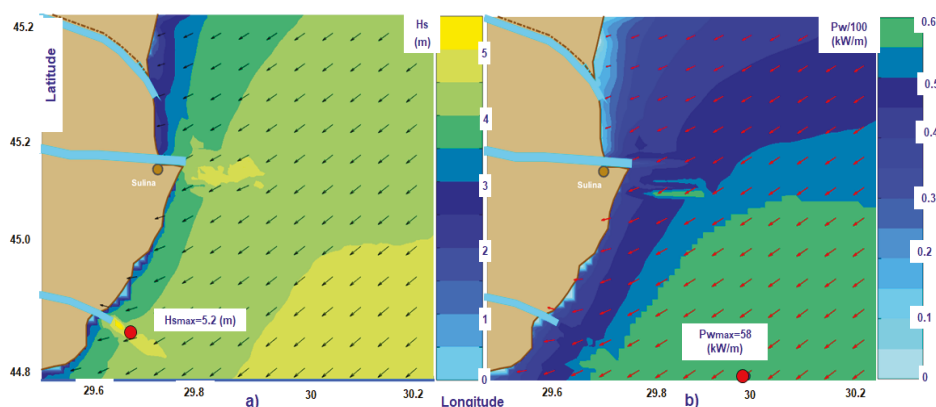 45.2
45.2
45.0
44.8
Latitude
Hs
(m)
5
4
3
2
1
0
Sulina
Hsmax=5.2 (m)
29.6
29.8
30
30.2
a)
Longitude
Pw/100
(kW/m)
0.6
0.5
0.4
0.3
0.2
0.1
0
Sulina
Pwmax=58
(kW/m)
29.6
29.8
30
30.2
b)